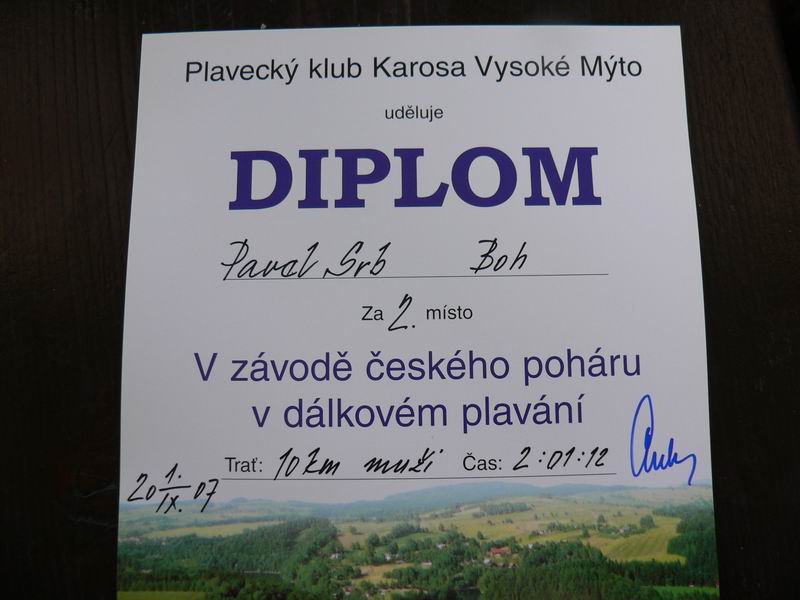 Plavecký klub Karosa Vysoké Mýto
uděluje
DIPLOM
Pavel Srb Boh
Za 2. místo
V závodě českého poháru
v dálkovém plavání
Trať: 10 km muži Čas: 2:01:12
20 1./IX. 07